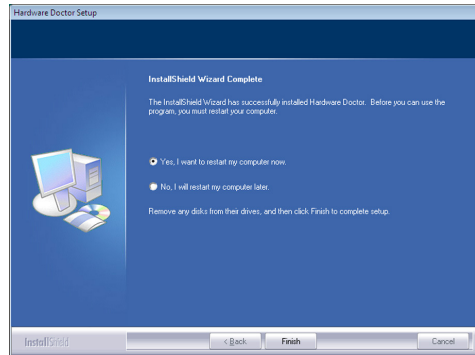 Hardware Doctor Setup
InstallShield Wizard Complete
The InstallShield Wizard has successfully installed Hardware Doctor. Before you can use the
program, you must restart your computer.
Yes, I want to restart my computer now.
No, I will restart my computer later.
Remove any disks from their drives, and then click Finish to complete setup.
InstallShield
< Back
Finish
Cancel